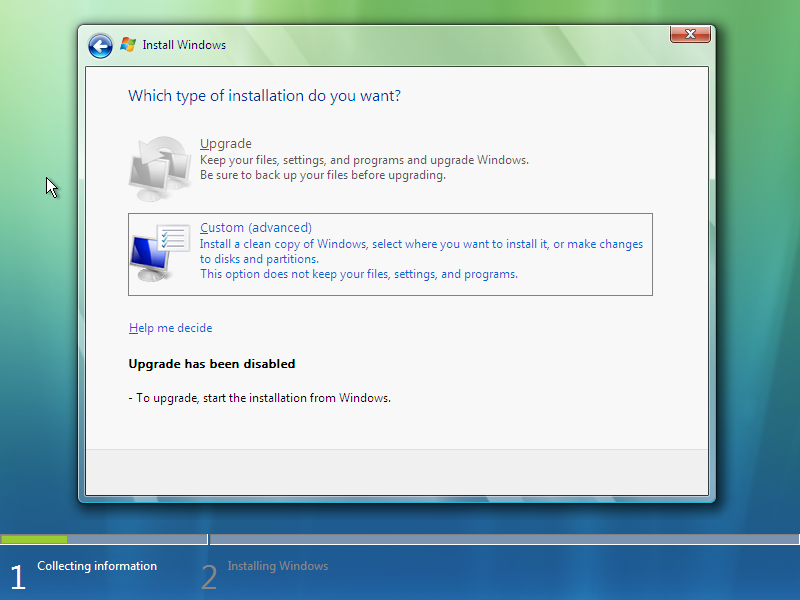 Install Windows
Which type of installation do you want?
Upgrade
Keep your files, settings, and programs and upgrade Windows.
Be sure to back up your files before upgrading.
Custom (advanced)
Install a clean copy of Windows, select where you want to install it, or make changes
to disks and partitions.
This option does not keep your files, settings, and programs.
Help me decide
Upgrade has been disabled
- To upgrade, start the installation from Windows.
1 Collecting information
2 Installing Windows